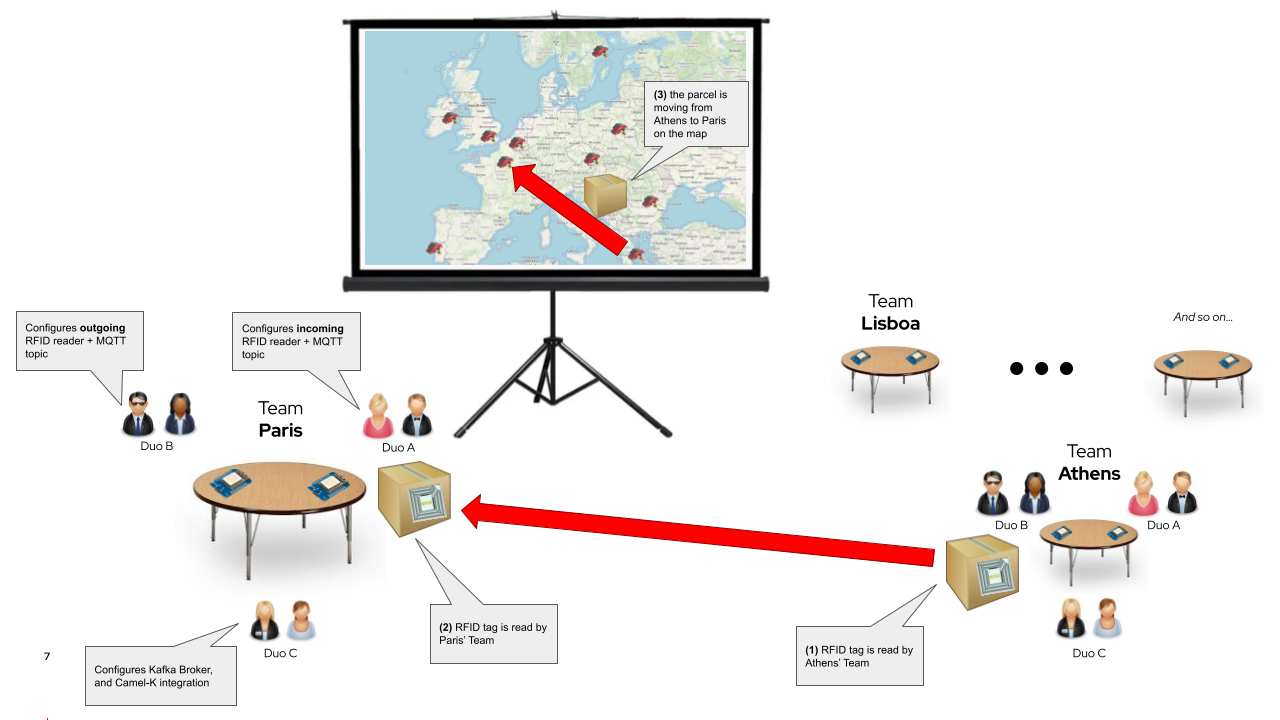 (3) the parcel is
moving from
Athens to Paris
on the map
Team
Lisboa
And so on...
Configures outgoing
RFID reader + MQTT
topic
Configures incoming
RFID reader + MQTT
topic
Duo B
Team
Paris
Duo A
Team
Athens
Duo B
Duo A
(2) RFID tag is read by
Paris' Team
(1) RFID tag is read by
Athens' Team
Duo C
Duo C
Configures Kafka Broker,
and Camel-K integration
7